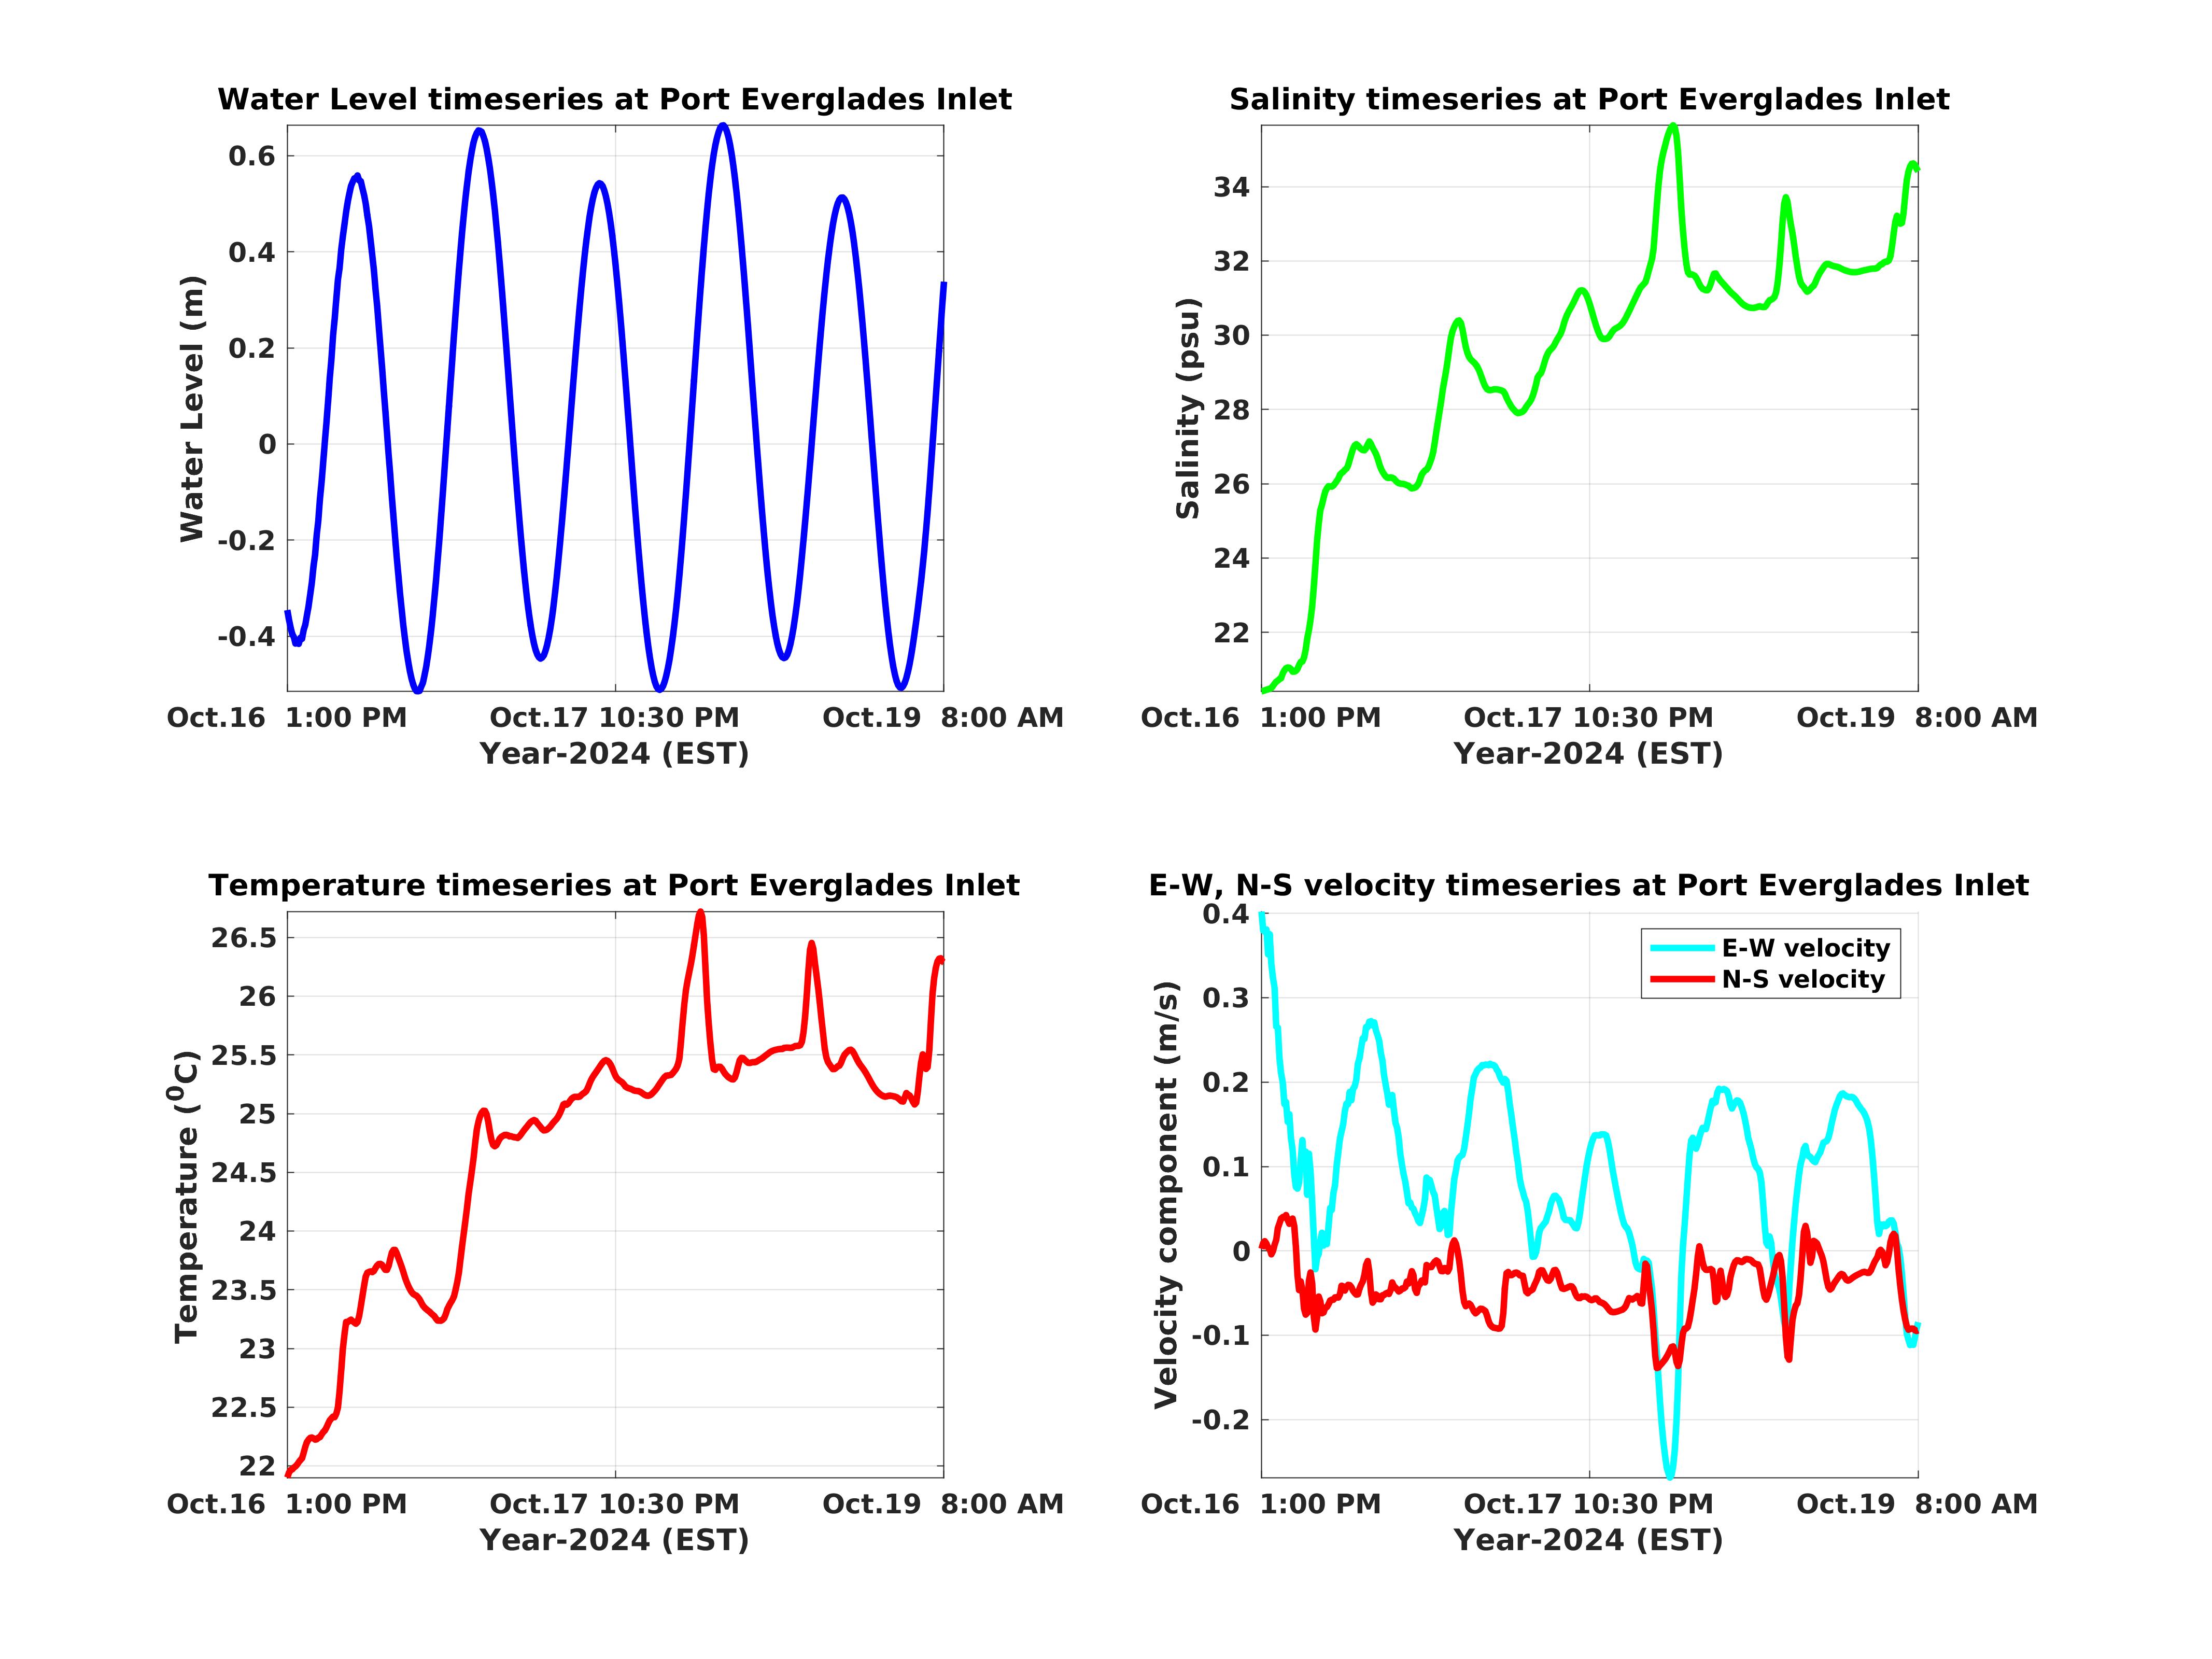 Water Level timeseries at Port Everglades Inlet
0.6
0.4
0.2
0
-0.2
-0.4
Water Level (m)
Oct.16 1:00 PM
Oct.17 10:30 PM
Oct.19 8:00 AM
Year-2024 (EST)
Salinity timeseries at Port Everglades Inlet
34
32
30
28
26
24
22
Salinity (psu)
Oct.16 1:00 PM
Oct.17 10:30 PM
Oct.19 8:00 AM
Year-2024 (EST)
Temperature timeseries at Port Everglades Inlet
26.5
26
25.5
25
24.5
24
23.5
23
22.5
22
Temperature (⁰C)
Oct.16 1:00 PM
Oct.17 10:30 PM
Oct.19 8:00 AM
Year-2024 (EST)
E-W, N-S velocity timeseries at Port Everglades Inlet
0.4
0.3
0.2
0.1
0
-0.1
-0.2
Velocity component (m/s)
E-W velocity
N-S velocity
Oct.16 1:00 PM
Oct.17 10:30 PM
Oct.19 8:00 AM
Year-2024 (EST)